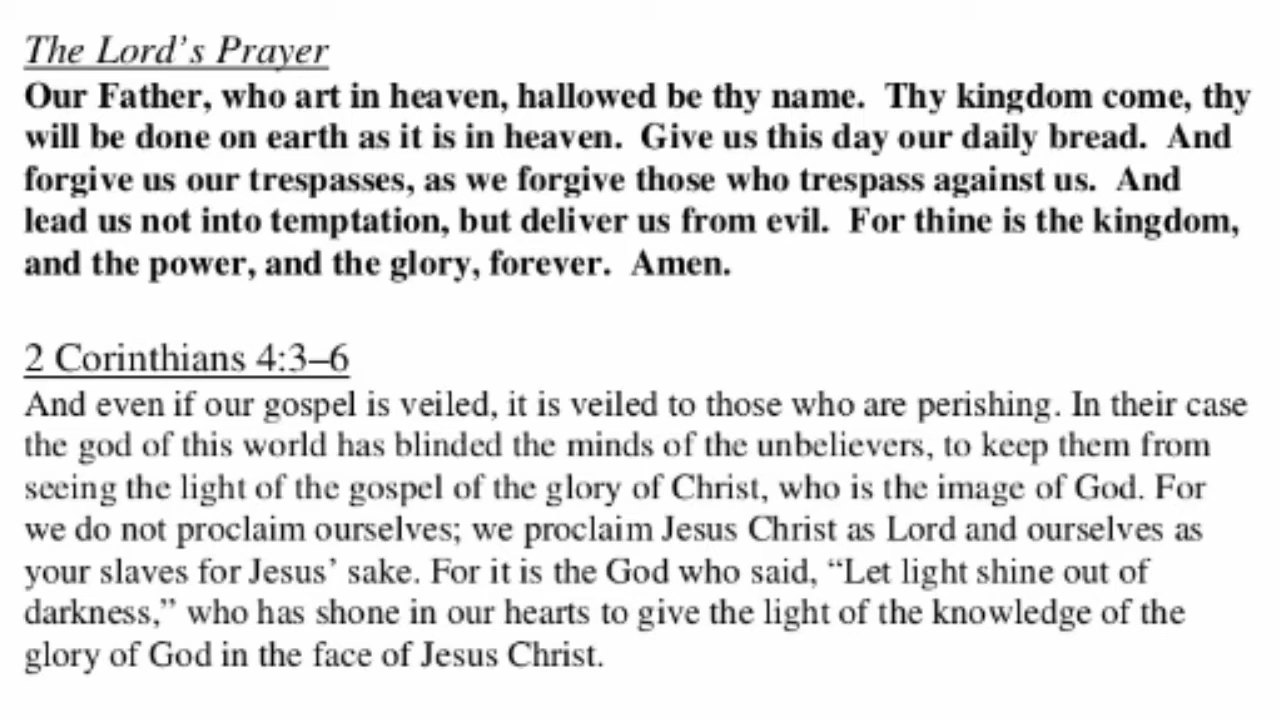 The Lord's Prayer
Our Father, who art in heaven, hallowed be thy name. Thy kingdom come, thy
will be done on earth as it is in heaven. Give us this day our daily bread. And
forgive us our trespasses, as we forgive those who trespass against us. And
lead us not into temptation, but deliver us from evil. For thine is the kingdom,
and the power, and the glory, forever. Amen.
2 Corinthians 4:3–6
And even if our gospel is veiled, it is veiled to those who are perishing. In their case
the god of this world has blinded the minds of the unbelievers, to keep them from
seeing the light of the gospel of the glory of Christ, who is the image of God. For
we do not proclaim ourselves; we proclaim Jesus Christ as Lord and ourselves as
your slaves for Jesus' sake. For it is the God who said, “Let light shine out of
darkness,” who has shone in our hearts to give the light of the knowledge of the
glory of God in the face of Jesus Christ.